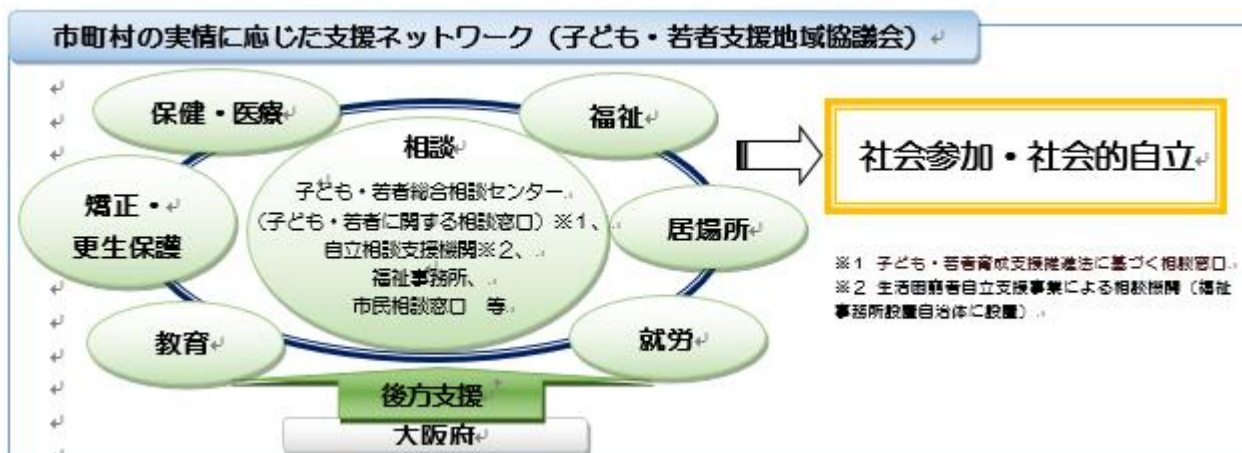 市町村の実情に応じた支援ネットワーク（子ども・若者支援地域協議会）
保健・医療
福祉
相談
子ども・若者総合相談センター
（子ども・若者に関する相談窓口）※1、
自立相談支援機関※2、
福祉事務所、
市民相談窓口　等
矯正・
更生保護
居場所
教育
就労
後方支援
大阪府
社会参加・社会的自立
※1 子ども・若者育成支援推進法に基づく相談窓口
※2 生活困窮者自立支援事業による相談機関（福祉
事務所設置自治体に設置）